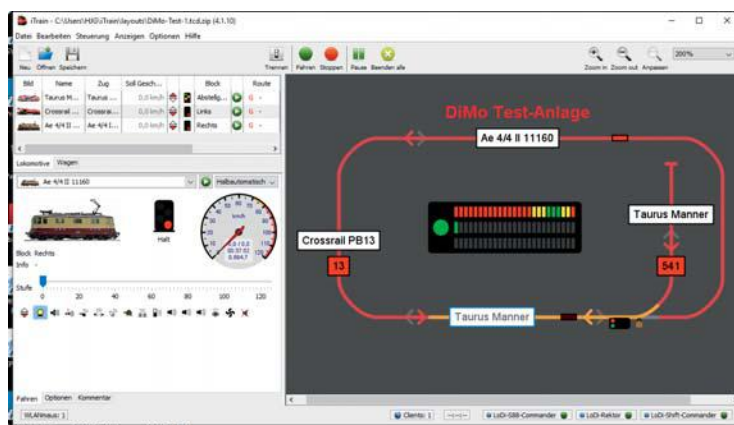 iTrain - C:\Users\HXG\iTrain\layouts\DiMo-Test-1.tcd.zip (4.1.10)
Datei Bearbeiten Steuerung Anzeigen Optionen Hilfe
Neu Öffnen Speichern Trennen Fahren Stoppen Pause Beenden alle Zoom in Zoom out Anpassen 200%
Bild Name Zug Soll Gesch... Block Route
Taurus M... Taurus ... 0,0 km/h Abstellg... G -
Crossrail ... Crossrai... 0,0 km/h Links G -
Ae 4/4 II ... Ae 4/4 I... 0,0 km/h Rechts G -
Lokomotive Wagen
Ae 4/4 II 11160 Halbautomatisch
km/h
Halt
Block Rechts
Info -
Stufe
0 20 40 60 80 100 120
Fahren Optionen Kommentar
DiMo Test-Anlage
Ae 4/4 II 11160
Taurus Manner
Crossrail PB13
13
541
Taurus Manner
WLANmaus: 1 Clients: 1 --:--:-- LoDi-S88-Commander LoDi-Rektor LoDi-Shift-Commander